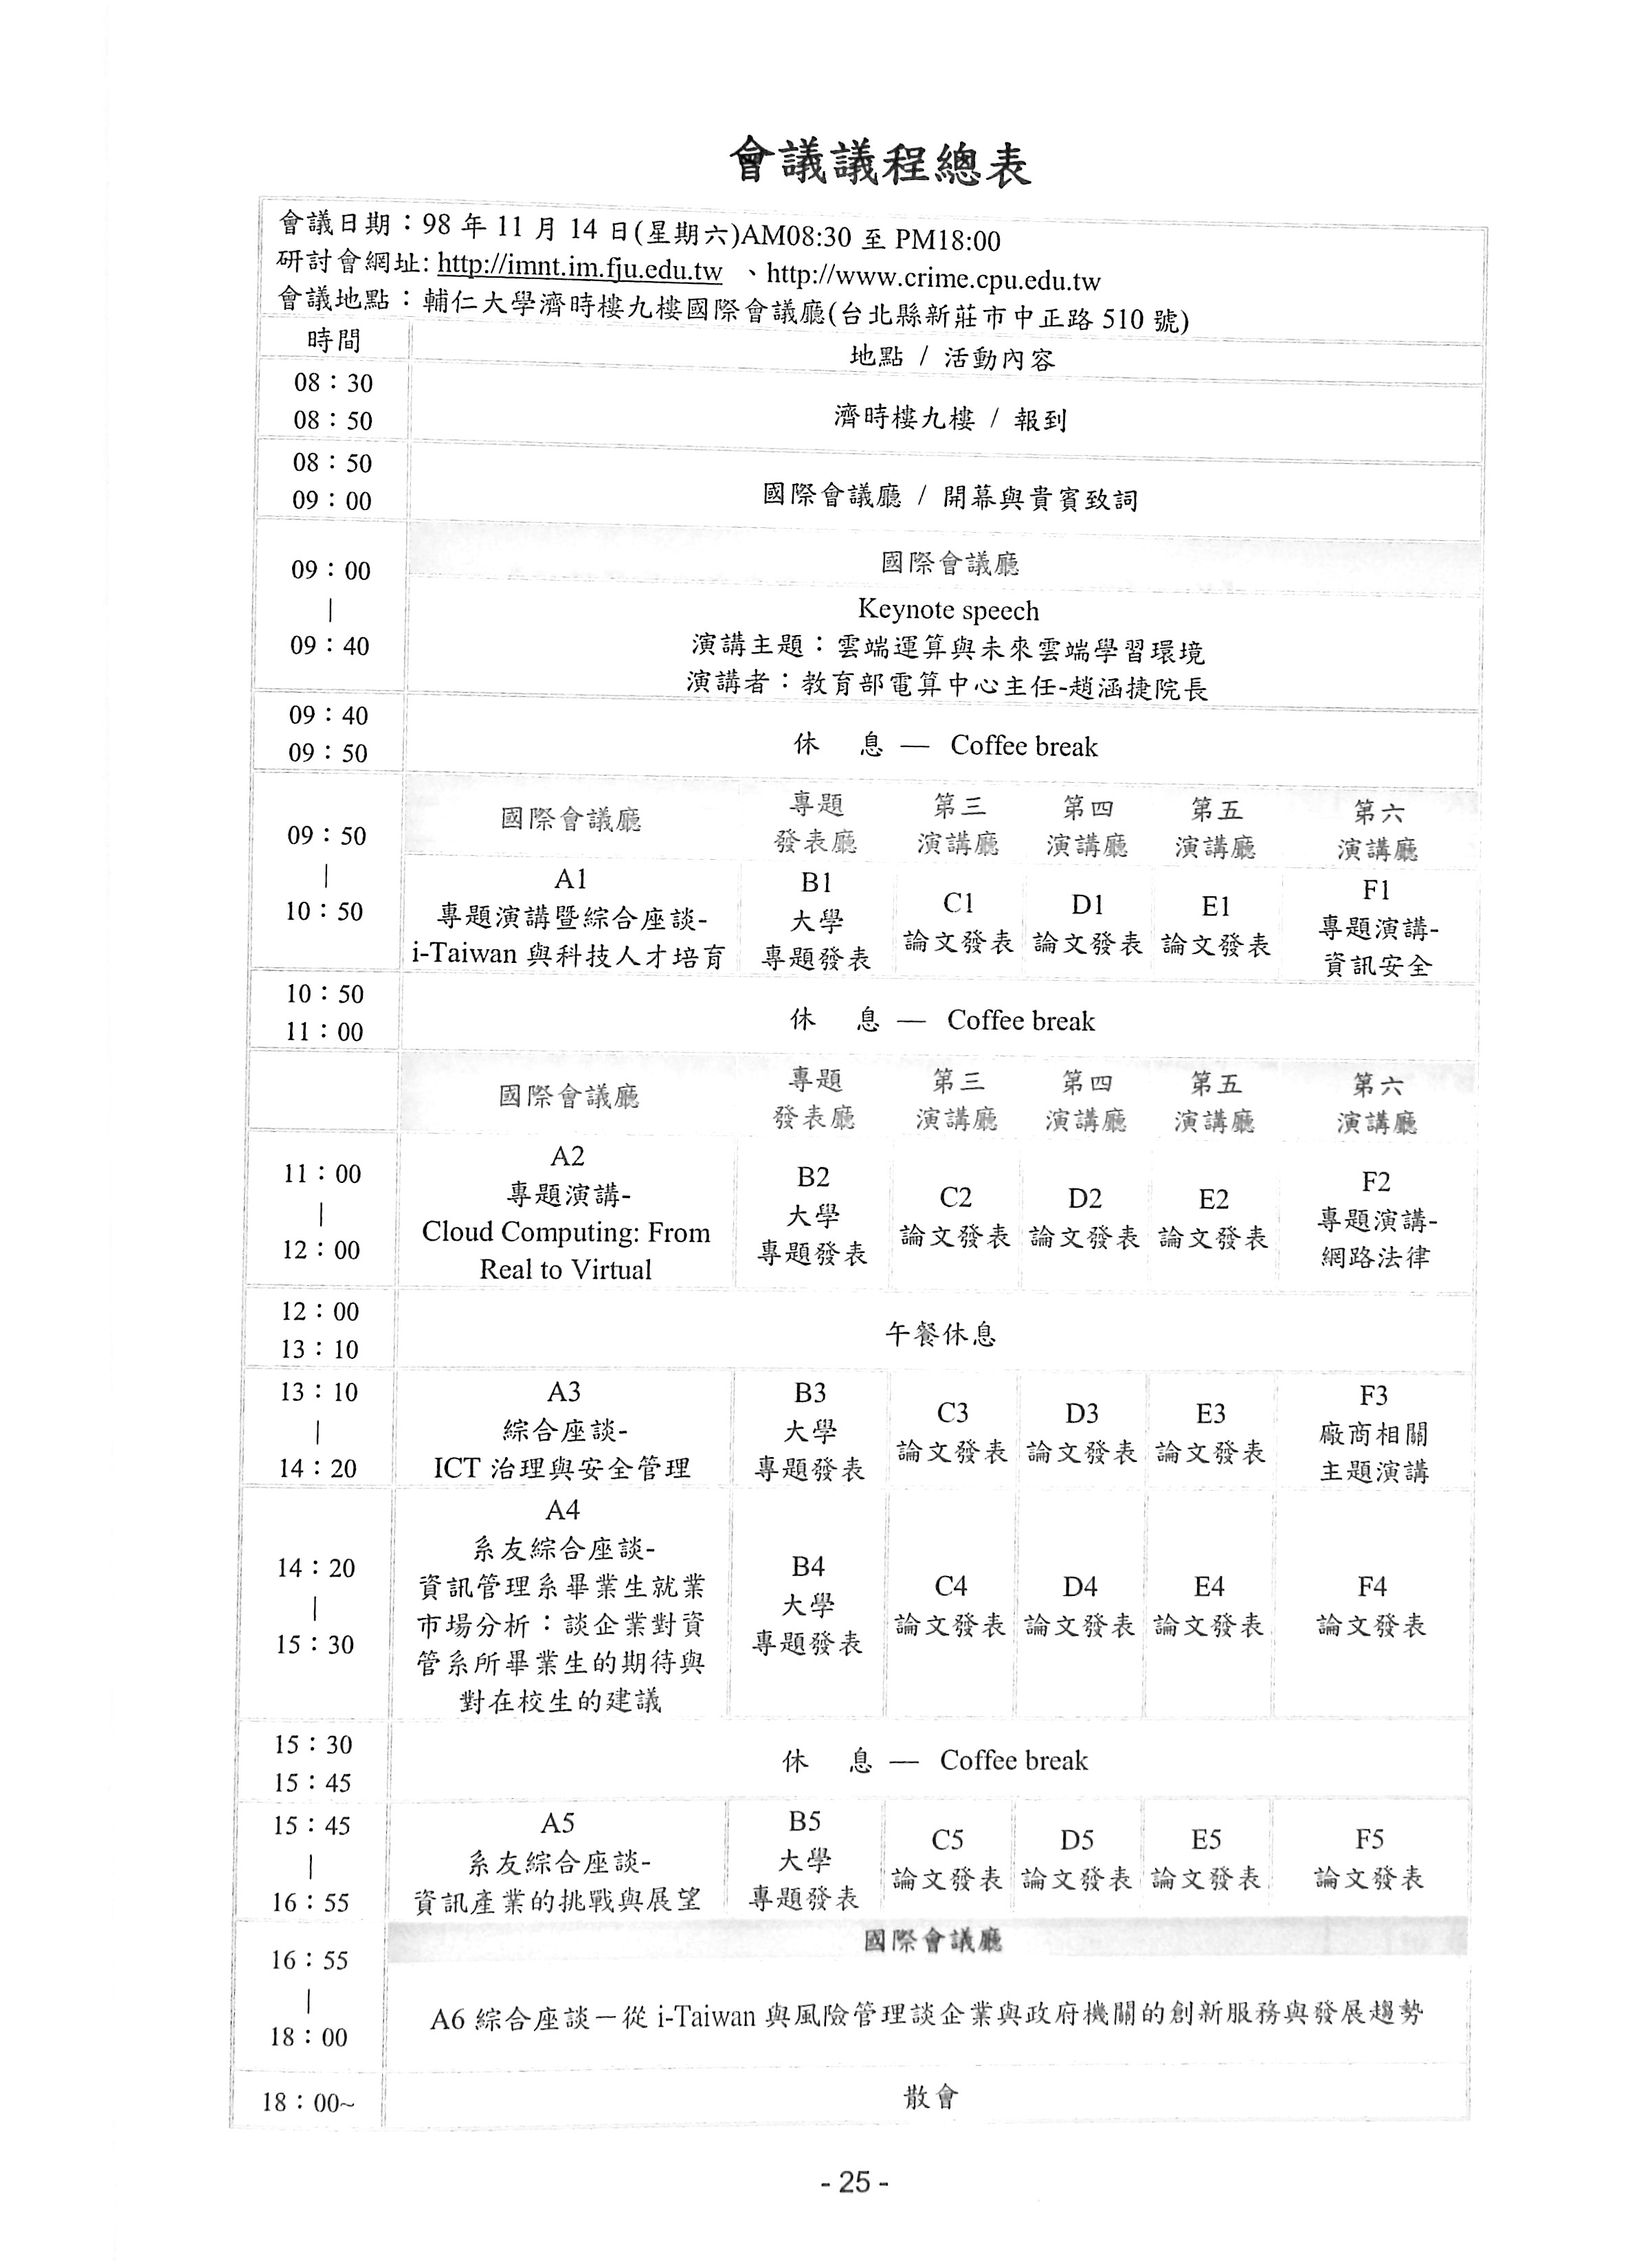 會議議程總表
會議日期：98 年 11 月 14 日(星期六)AM08:30 至 PM18:00
研討會網址: http://imnt.im.fju.edu.tw 、http://www.crime.cpu.edu.tw
會議地點：輔仁大學濟時樓九樓國際會議廳(台北縣新莊市中正路 510 號)
時間
地點 / 活動內容
08：30
08：50
濟時樓九樓 / 報到
08：50
09：00
國際會議廳 / 開幕與貴賓致詞
09：00
|
09：40
國際會議廳
Keynote speech
演講主題：雲端運算與未來雲端學習環境
演講者：教育部電算中心主任-趙涵捷院長
09：40
09：50
休 息 — Coffee break
09：50
|
10：50
國際會議廳
專題
發表廳
第三
演講廳
第四
演講廳
第五
演講廳
第六
演講廳
A1
專題演講暨綜合座談-
i-Taiwan 與科技人才培育
B1
大學
專題發表
C1
論文發表
D1
論文發表
E1
論文發表
F1
專題演講-
資訊安全
10：50
11：00
休 息 — Coffee break
國際會議廳
專題
發表廳
第三
演講廳
第四
演講廳
第五
演講廳
第六
演講廳
11：00
|
12：00
A2
專題演講-
Cloud Computing: From
Real to Virtual
B2
大學
專題發表
C2
論文發表
D2
論文發表
E2
論文發表
F2
專題演講-
網路法律
12：00
13：10
午餐休息
13：10
|
14：20
A3
綜合座談-
ICT 治理與安全管理
B3
大學
專題發表
C3
論文發表
D3
論文發表
E3
論文發表
F3
廠商相關
主題演講
14：20
|
15：30
A4
系友綜合座談-
資訊管理系畢業生就業
市場分析：談企業對資
管系所畢業生的期待與
對在校生的建議
B4
大學
專題發表
C4
論文發表
D4
論文發表
E4
論文發表
F4
論文發表
15：30
15：45
休 息 — Coffee break
15：45
|
16：55
A5
系友綜合座談-
資訊產業的挑戰與展望
B5
大學
專題發表
C5
論文發表
D5
論文發表
E5
論文發表
F5
論文發表
16：55
|
18：00
國際會議廳
A6 綜合座談－從 i-Taiwan 與風險管理談企業與政府機關的創新服務與發展趨勢
18：00~
散會
- 25 -